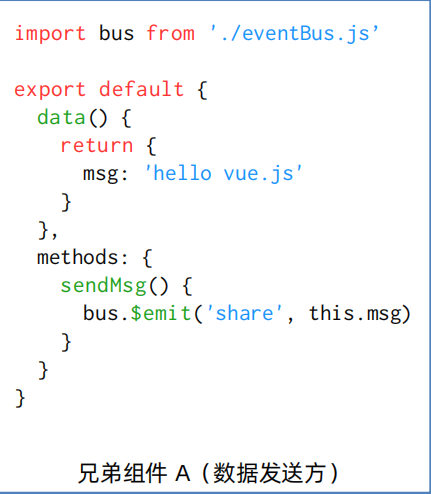 import bus from './eventBus.js’

export default {
  data() {
    return {
      msg: 'hello vue.js'
    }
  },
  methods: {
    sendMsg() {
      bus.$emit('share', this.msg)
    }
  }
}

兄弟组件 A（数据发送方）